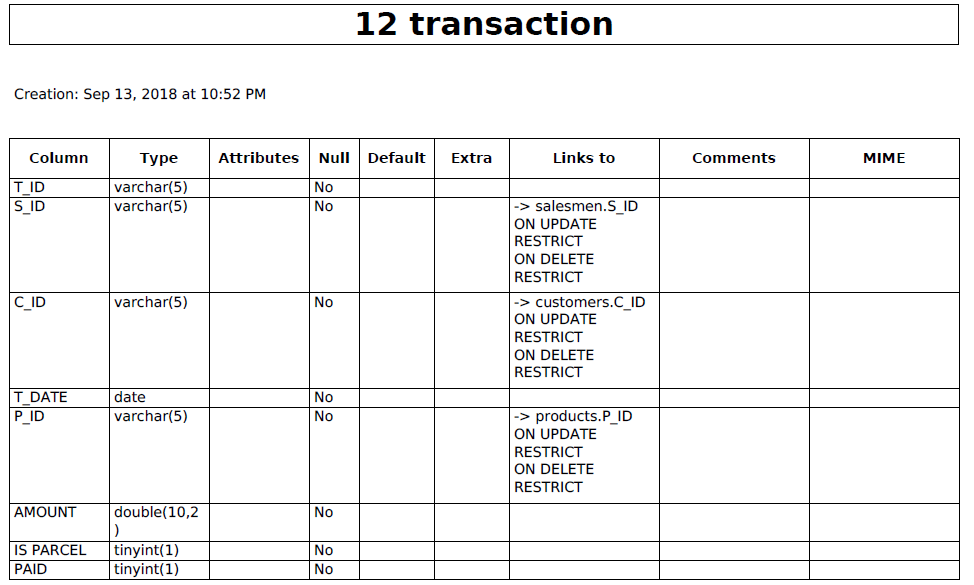 12 transaction
Creation: Sep 13, 2018 at 10:52 PM
Column Type Attributes Null Default Extra Links to Comments MIME
T_ID varchar(5) No
S_ID varchar(5) No -> salesmen.S_ID
ON UPDATE
RESTRICT
ON DELETE
RESTRICT
C_ID varchar(5) No -> customers.C_ID
ON UPDATE
RESTRICT
ON DELETE
RESTRICT
T_DATE date No
P_ID varchar(5) No -> products.P_ID
ON UPDATE
RESTRICT
ON DELETE
RESTRICT
AMOUNT double(10,2 No
)
IS PARCEL tinyint(1) No
PAID tinyint(1) No